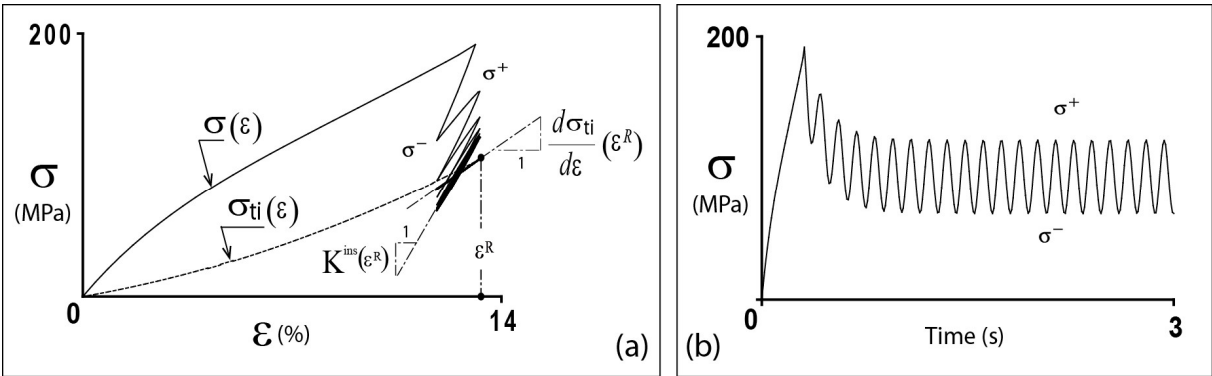 200
σ⁺
σ(ε)
dσti
dε
(εᴿ)
1
σ⁻
σ
(MPa)
σti(ε)
1
Kⁱⁿˢ(εᴿ)
εᴿ
0
14
ε(%)
(a)
200
σ⁺
σ
(MPa)
σ⁻
0
3
Time (s)
(b)